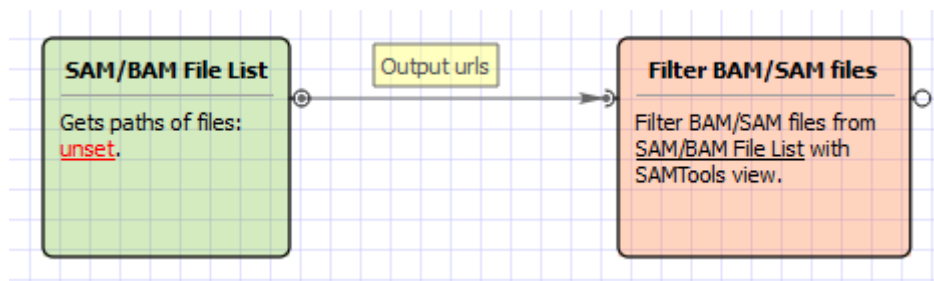 SAM/BAM File List
Gets paths of files:
unset.
Output urls
Filter BAM/SAM files
Filter BAM/SAM files from
SAM/BAM File List with
SAMTools view.